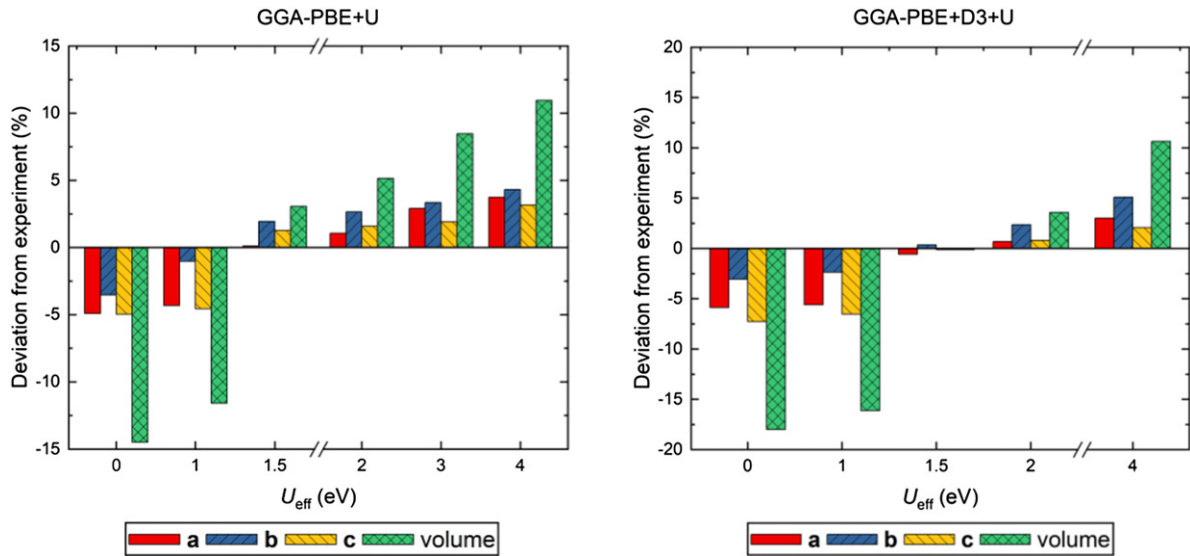 GGA-PBE+U
Deviation from experiment (%)
15
10
5
0
-5
-10
-15
0 1 1.5 2 3 4
Ueff (eV)
a b c volume
GGA-PBE+D3+U
Deviation from experiment (%)
20
15
10
5
0
-5
-10
-15
-20
0 1 1.5 2 4
Ueff (eV)
a b c volume